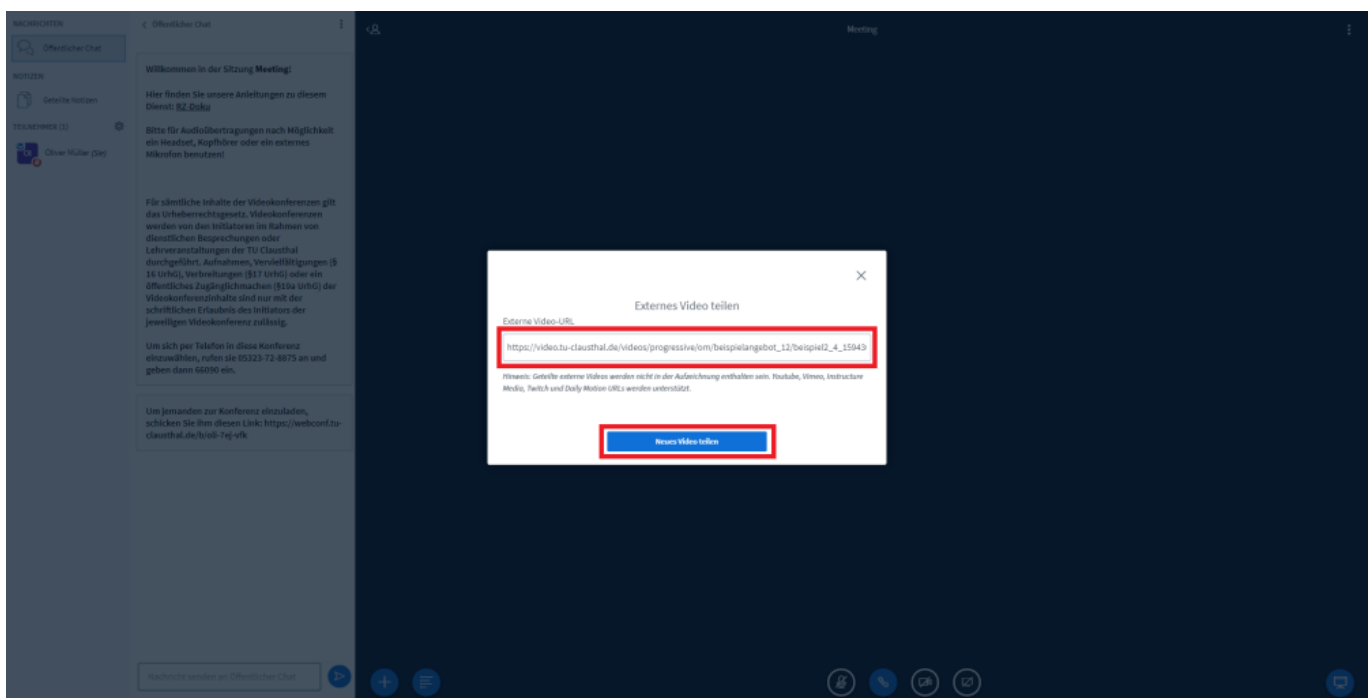 NACHRICHTEN
Öffentlicher Chat
NOTIZEN
Geteilte Notizen
TEILNEHMER (1)
Oliver Müller (Sie)
Öffentlicher Chat
Willkommen in der Sitzung Meeting!
Hier finden Sie unsere Anleitungen zu diesem
Dienst: RZ-Doku
Bitte für Audioübertragungen nach Möglichkeit
ein Headset, Kopfhörer oder ein externes
Mikrofon benutzen!
Für sämtliche Inhalte der Videokonferenzen gilt
das Urheberrechtsgesetz. Videokonferenzen
werden von den Initiatoren im Rahmen von
dienstlichen Besprechungen oder
Lehrveranstaltungen der TU Clausthal
durchgeführt. Aufnahmen, Vervielfältigungen (§
16 UrhG), Verbreitungen (§17 UrhG) oder ein
öffentliches Zugänglichmachen (§19a UrhG) der
Videokonferenzinhalte sind nur mit der
schriftlichen Erlaubnis des Initiators der
jeweiligen Videokonferenz zulässig.
Um sich per Telefon in diese Konferenz
einzuwählen, rufen sie 05323-72-8875 an und
geben dann 66090 ein.
Um jemanden zur Konferenz einzuladen,
schicken Sie ihm diesen Link: https://webconf.tu-
clausthal.de/b/oli-7ej-vfk
Nachricht senden an Öffentlicher Chat
Meeting
Externes Video teilen
Externe Video-URL
https://video.tu-clausthal.de/videos/progressive/om/beispielangebot_12/beispiel2_4_15943
Hinweis: Geteilte externe Videos werden nicht in der Aufzeichnung enthalten sein. Youtube, Vimeo, Instructure
Media, Twitch und Daily Motion URLs werden unterstützt.
Neues Video teilen